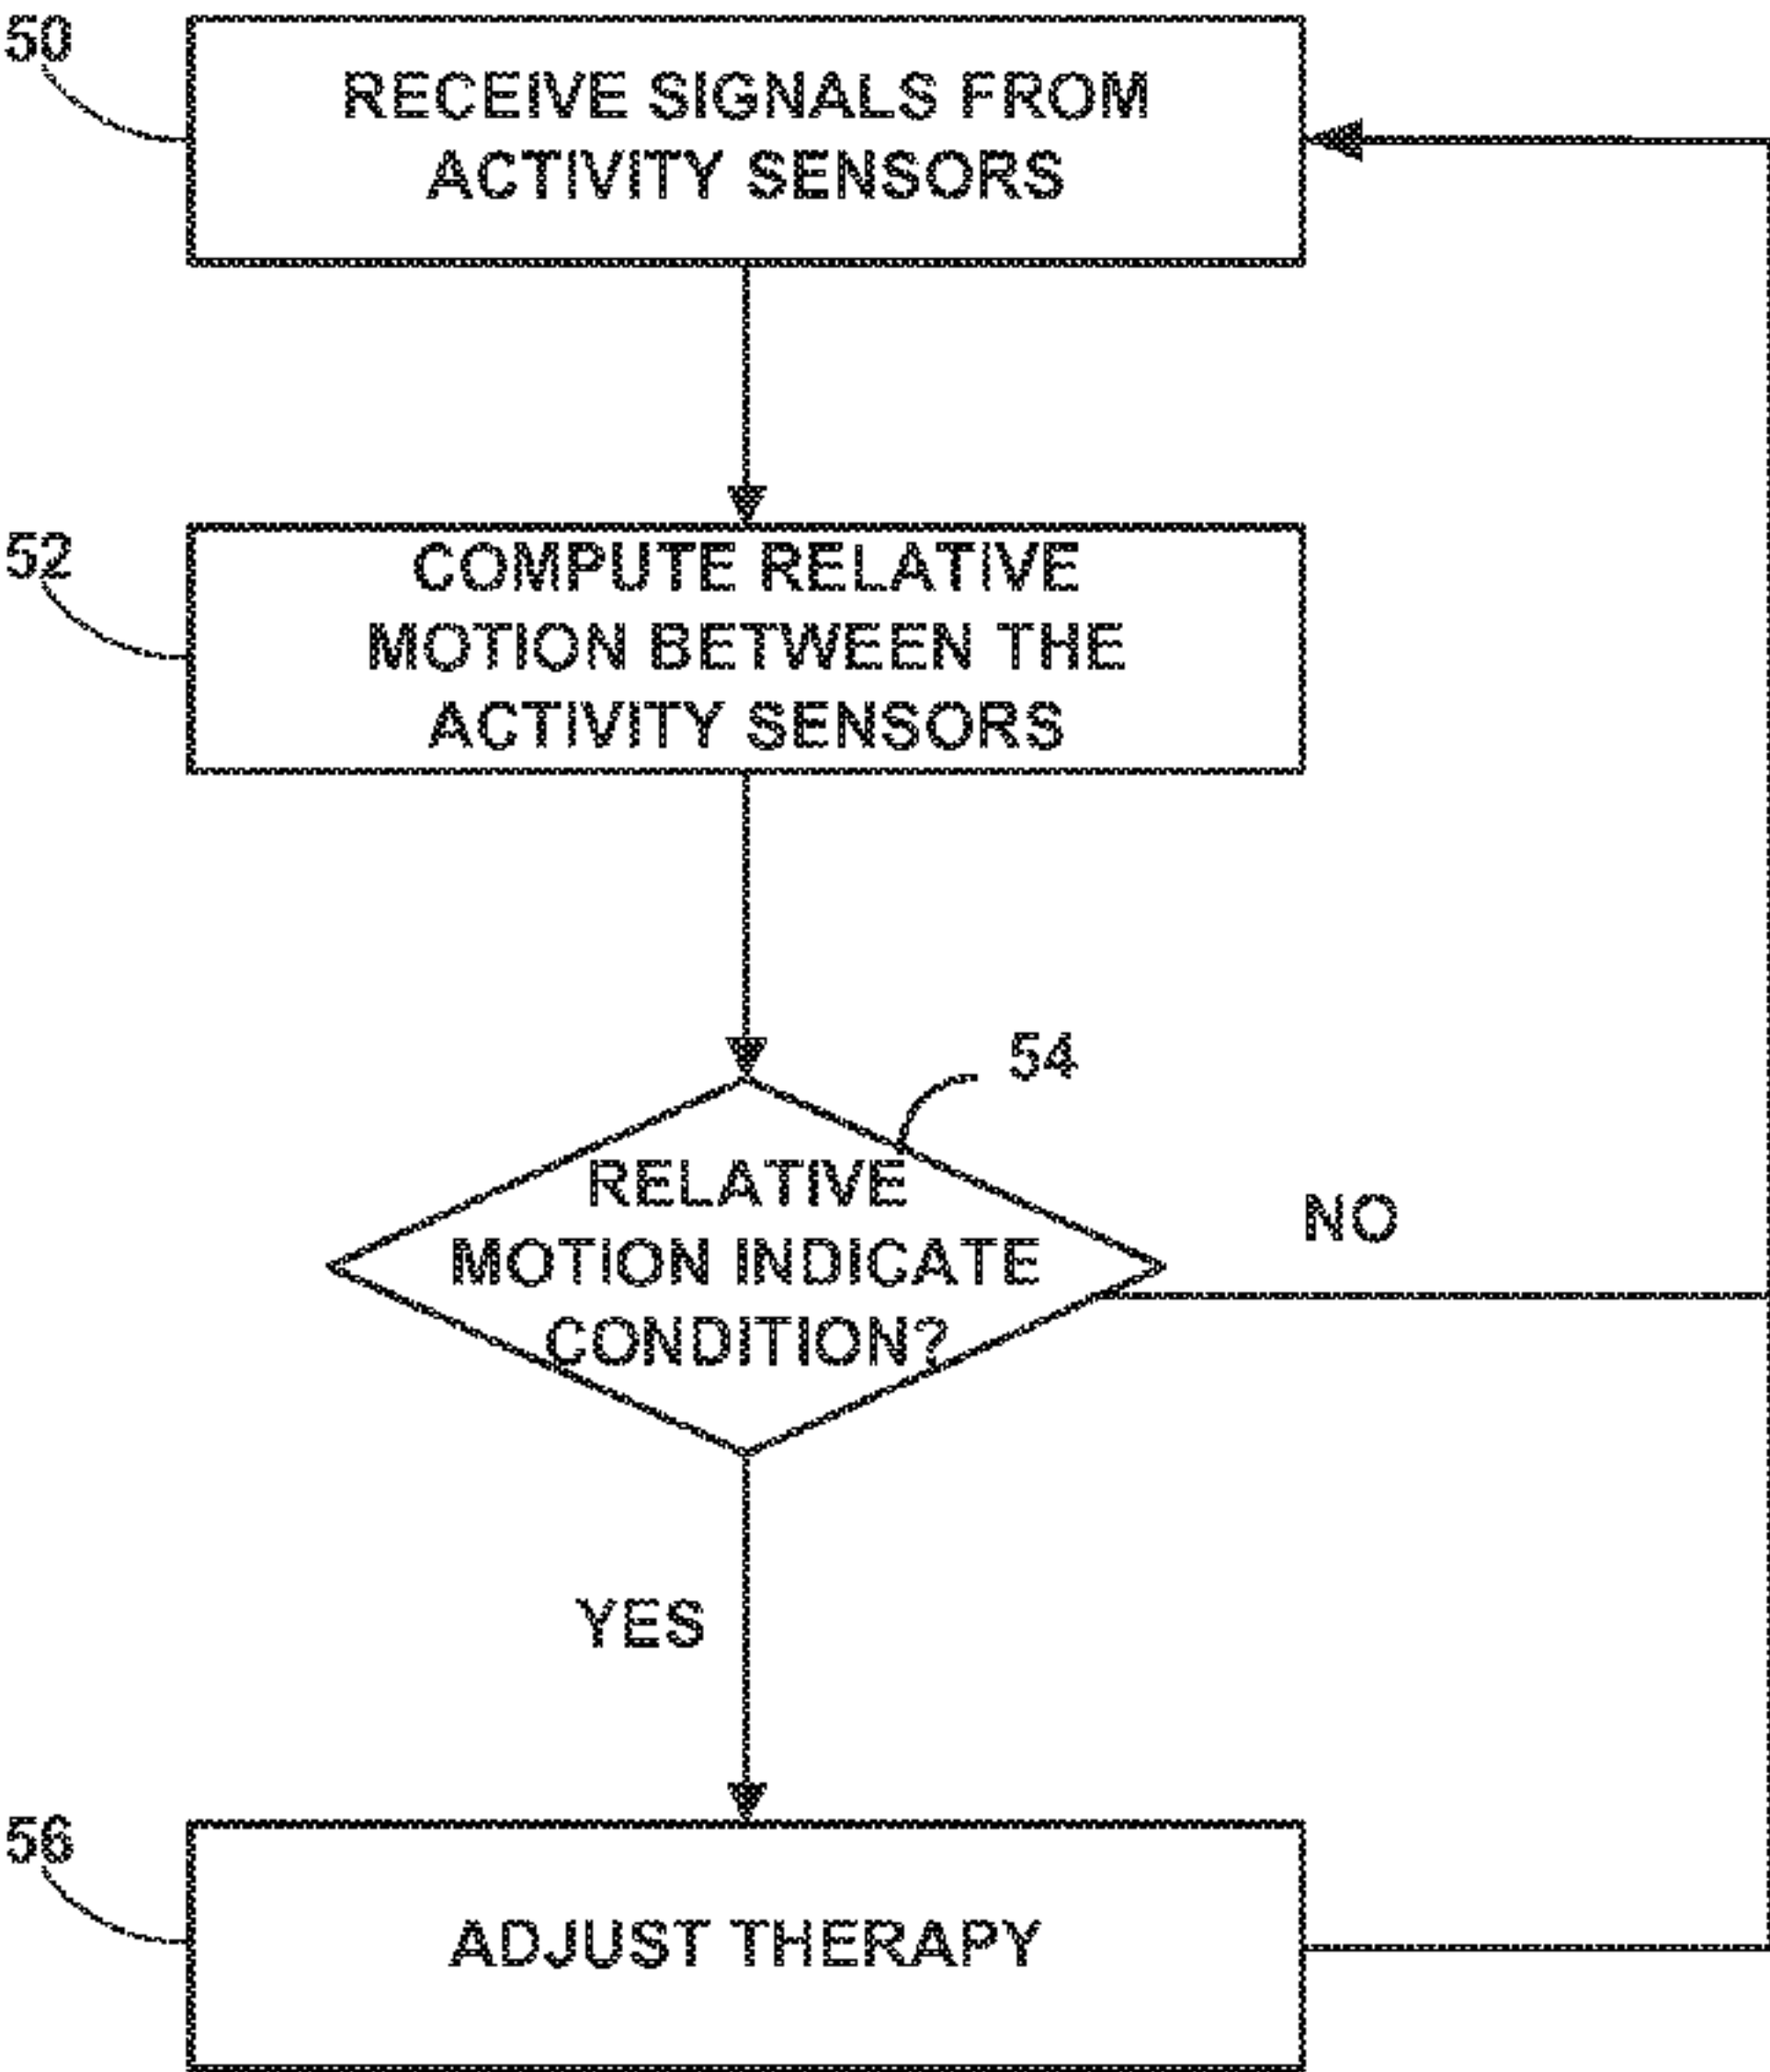 50
RECEIVE SIGNALS FROM
ACTIVITY SENSORS
52
COMPUTE RELATIVE
MOTION BETWEEN THE
ACTIVITY SENSORS
54
RELATIVE
MOTION INDICATE
CONDITION?
NO
YES
56
ADJUST THERAPY